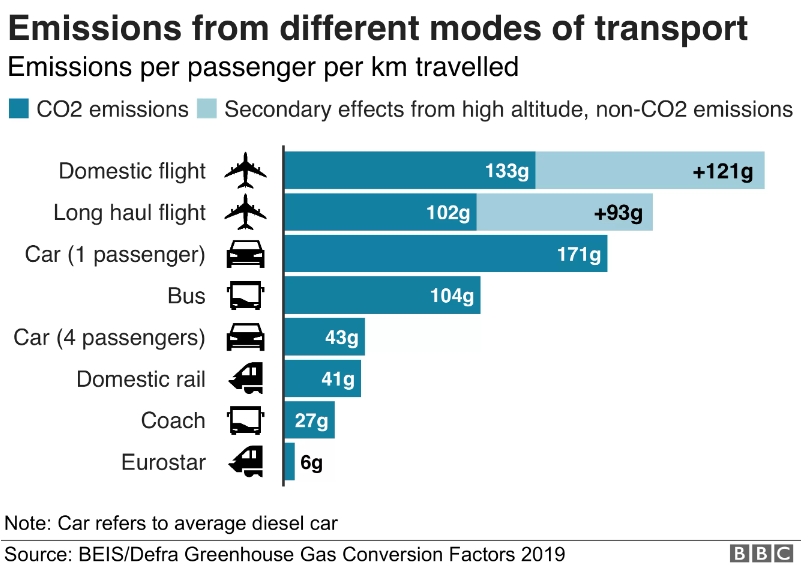 Emissions from different modes of transport
Emissions per passenger per km travelled
CO2 emissions Secondary effects from high altitude, non-CO2 emissions
Domestic flight 133g +121g
Long haul flight 102g +93g
Car (1 passenger) 171g
Bus 104g
Car (4 passengers) 43g
Domestic rail 41g
Coach 27g
Eurostar 6g
Note: Car refers to average diesel car
Source: BEIS/Defra Greenhouse Gas Conversion Factors 2019 BBC